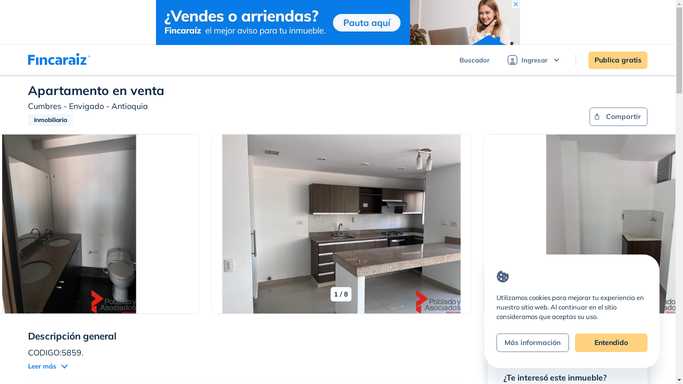 ¿Vendes o arriendas?
Fincaraíz el mejor aviso para tu inmueble.
Pauta aquí
Fincaraíz
Buscador
Ingresar
Publica gratis
Apartamento en venta
Cumbres - Envigado - Antioquia
Inmobiliaria
Compartir
Poblado y
Asociados
Poblado y
Asociados
1 / 8
Utilizamos cookies para mejorar tu experiencia en
nuestro sitio web. Al continuar en el sitio
consideramos que aceptas su uso.
Más información
Entendido
Descripción general
CODIGO:5859.
Leer más
¿Te interesó este inmueble?